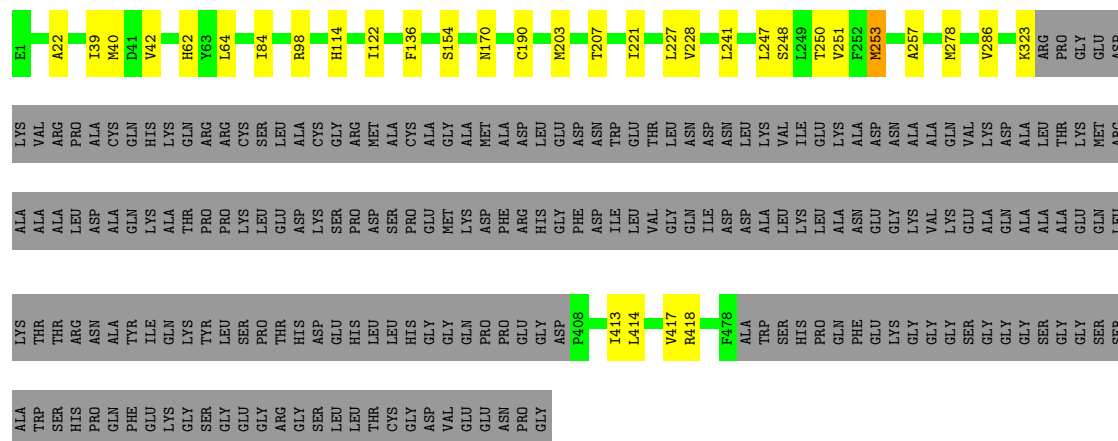 E1 A22 I39 M40 D41 V42 H62 Y63 L64 I84 R98 H114 I122 F136 S154 N170 C190 M203 T207 I221 L227 V228 L241 L247 S248 L249 T250 V251 F252 M253 A257 M278 V286 K323 ARG PRO GLY GLU ASP
LYS VAL ARG PRO ALA CYS GLN HIS LYS GLN ARG ARG CYS SER LEU ALA CYS GLY ARG MET ALA CYS ALA GLY ALA MET ALA ASP LEU GLU ASP ASN TRP GLU THR LEU ASN ASP ASN LEU LYS VAL ILE GLU LYS ALA ASP ASN ALA ALA GLN VAL LYS ASP ALA LEU THR LYS MET ARG
ALA ALA ALA LEU ASP ALA GLN LYS ALA THR PRO PRO LYS LEU GLU ASP LYS SER PRO ASP SER PRO GLU MET LYS ASP PHE ARG HIS GLY PHE ASP ILE LEU VAL GLY GLN ILE ASP ASP ALA LEU LYS LEU ALA ASN GLU GLY LYS VAL LYS GLU ALA GLN ALA ALA ALA GLU GLN LEU
LYS THR THR ARG ASN ALA TYR ILE GLN LYS TYR LEU SER PRO THR HIS ASP GLU HIS LEU LEU HIS GLY GLY GLN PRO PRO GLU GLY ASP P408 I413 L414 V417 R418 F478 ALA TRP SER HIS PRO GLN PHE GLU LYS GLY GLY GLY SER GLY GLY GLY SER GLY GLY SER SER
ALA TRP SER HIS PRO GLN PHE GLU LYS GLY SER GLY GLU GLY ARG GLY SER LEU LEU THR CYS GLY ASP VAL GLU GLU ASN PRO GLY